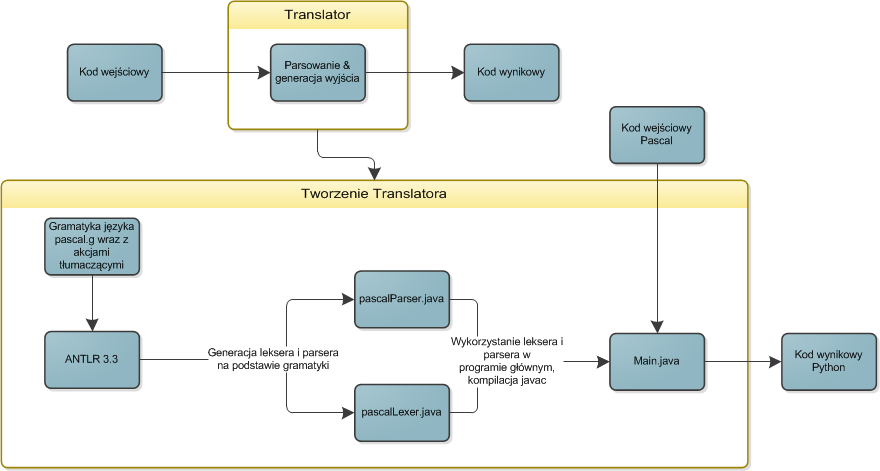 Translator
Kod wejściowy
Parsowanie &
generacja wyjścia
Kod wynikowy
Kod wejściowy
Pascal
Tworzenie Translatora
Gramatyka języka
pascal.g wraz z
akcjami
tłumaczącymi
ANTLR 3.3
Generacja leksera i parsera
na podstawie gramatyki
pascalParser.java
pascalLexer.java
Wykorzystanie leksera i
parsera w
programie głównym,
kompilacja javac
Main.java
Kod wynikowy
Python